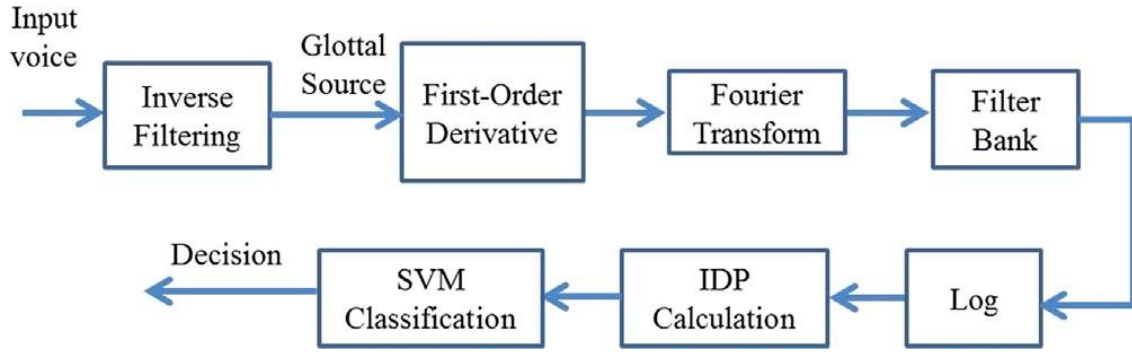 Input
voice
Inverse
Filtering
Glottal
Source
First-Order
Derivative
Fourier
Transform
Filter
Bank
Log
IDP
Calculation
SVM
Classification
Decision